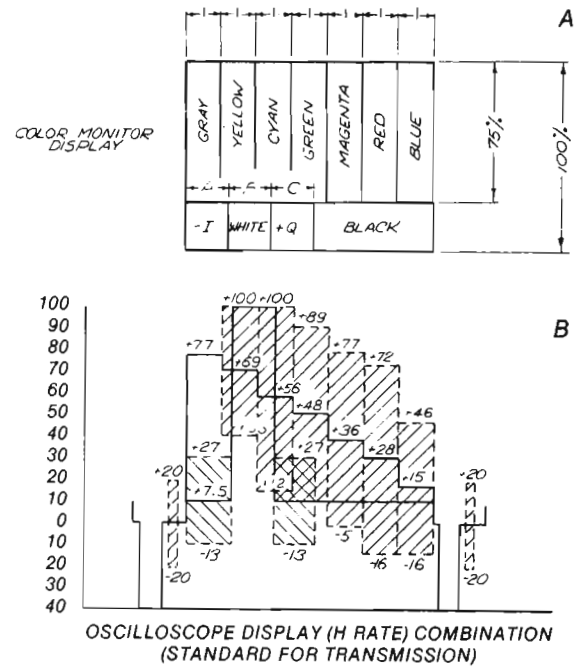 A
GRAY
YELLOW
CYAN
GREEN
MAGENTA
RED
BLUE
COLOR MONITOR
DISPLAY
75%
100%
C
-I
WHITE
+Q
BLACK
B
100
90
80
70
60
50
40
30
20
10
0
10
20
30
40
+100
+100
+89
+77
+77
+72
+69
+56
+48
+46
+36
+28
+27
+27
+15
+7.5
+20
+20
-13
-13
-5
-16
-16
-20
-20
OSCILLOSCOPE DISPLAY (H RATE) COMBINATION
(STANDARD FOR TRANSMISSION)